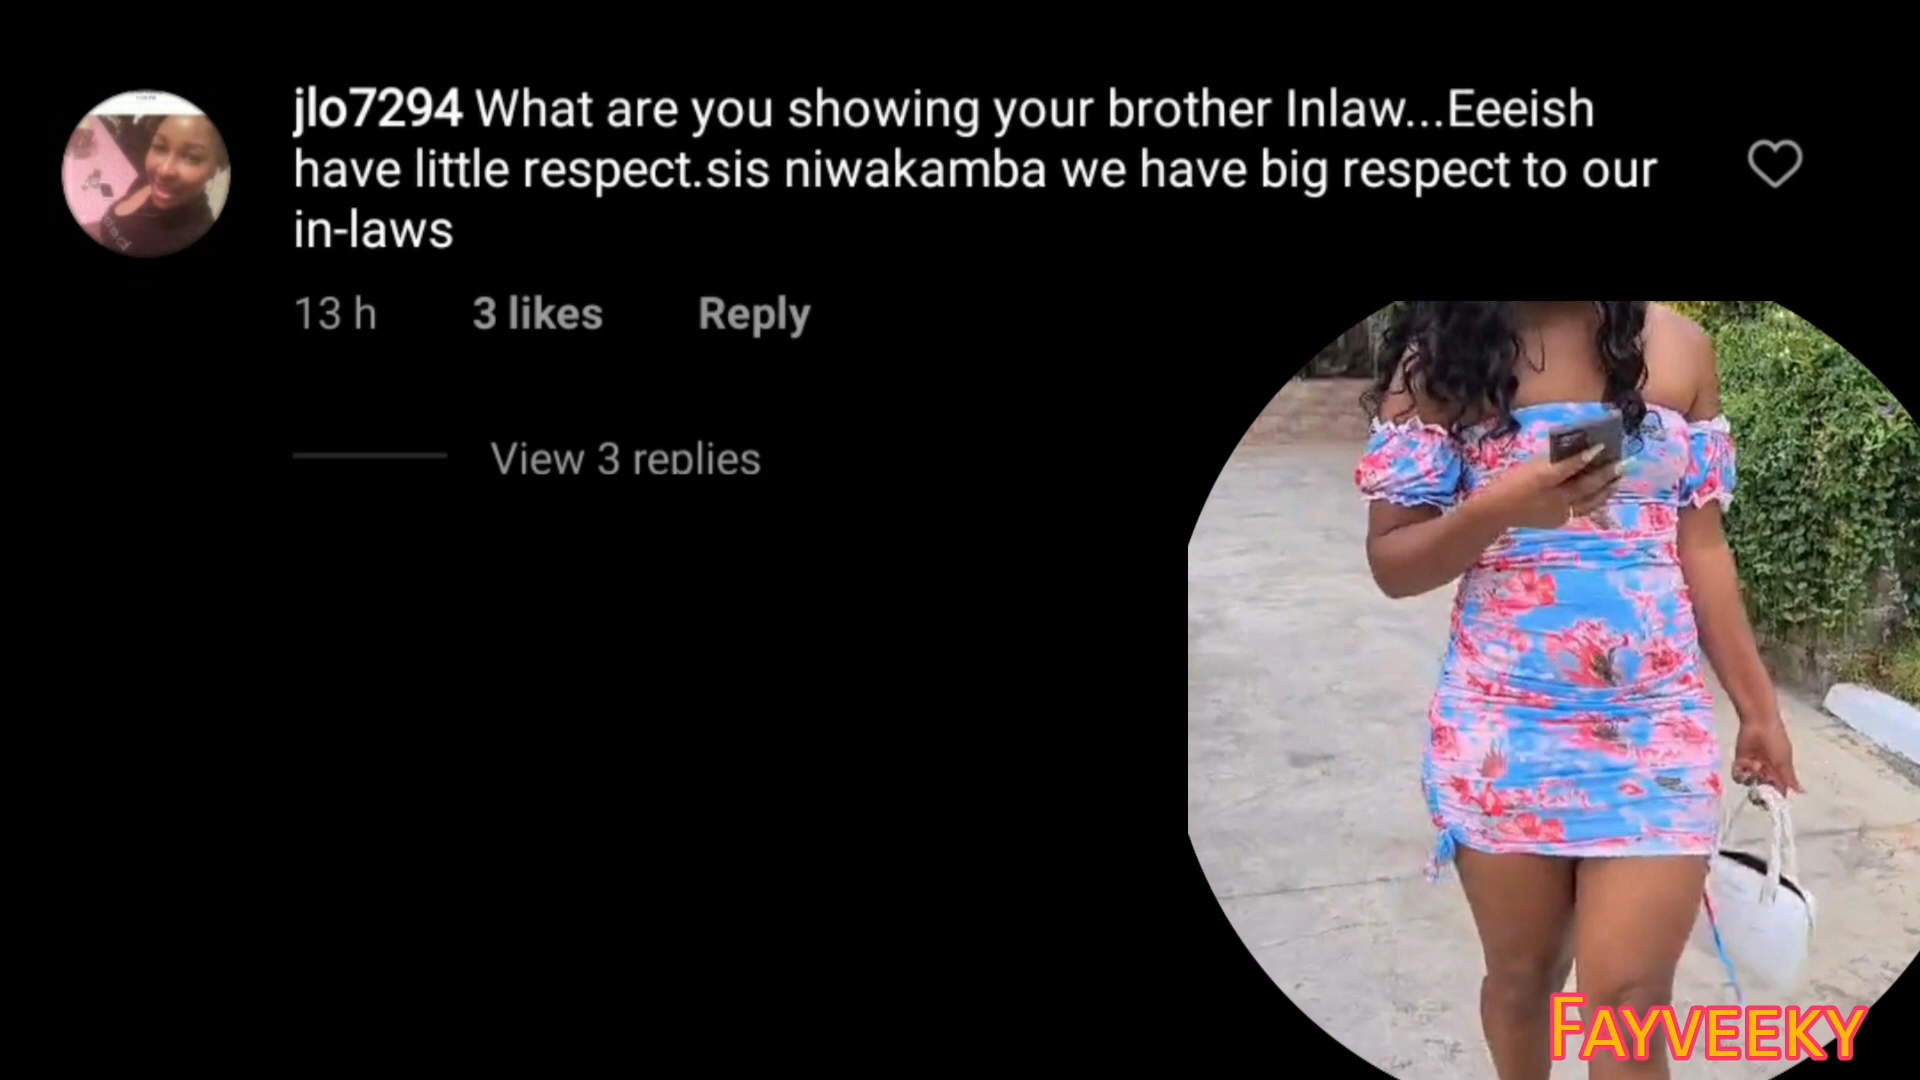 jlo7294 What are you showing your brother Inlaw...Eeeish
have little respect.sis niwakamba we have big respect to our
in-laws
13 h 3 likes Reply
View 3 replies
FAYVEEKY